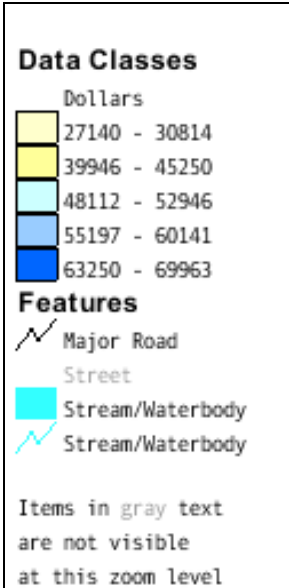 Data Classes
Dollars
27140 - 30814
39946 - 45250
48112 - 52946
55197 - 60141
63250 - 69963
Features
Major Road
Street
Stream/Waterbody
Stream/Waterbody
Items in gray text
are not visible
at this zoom level